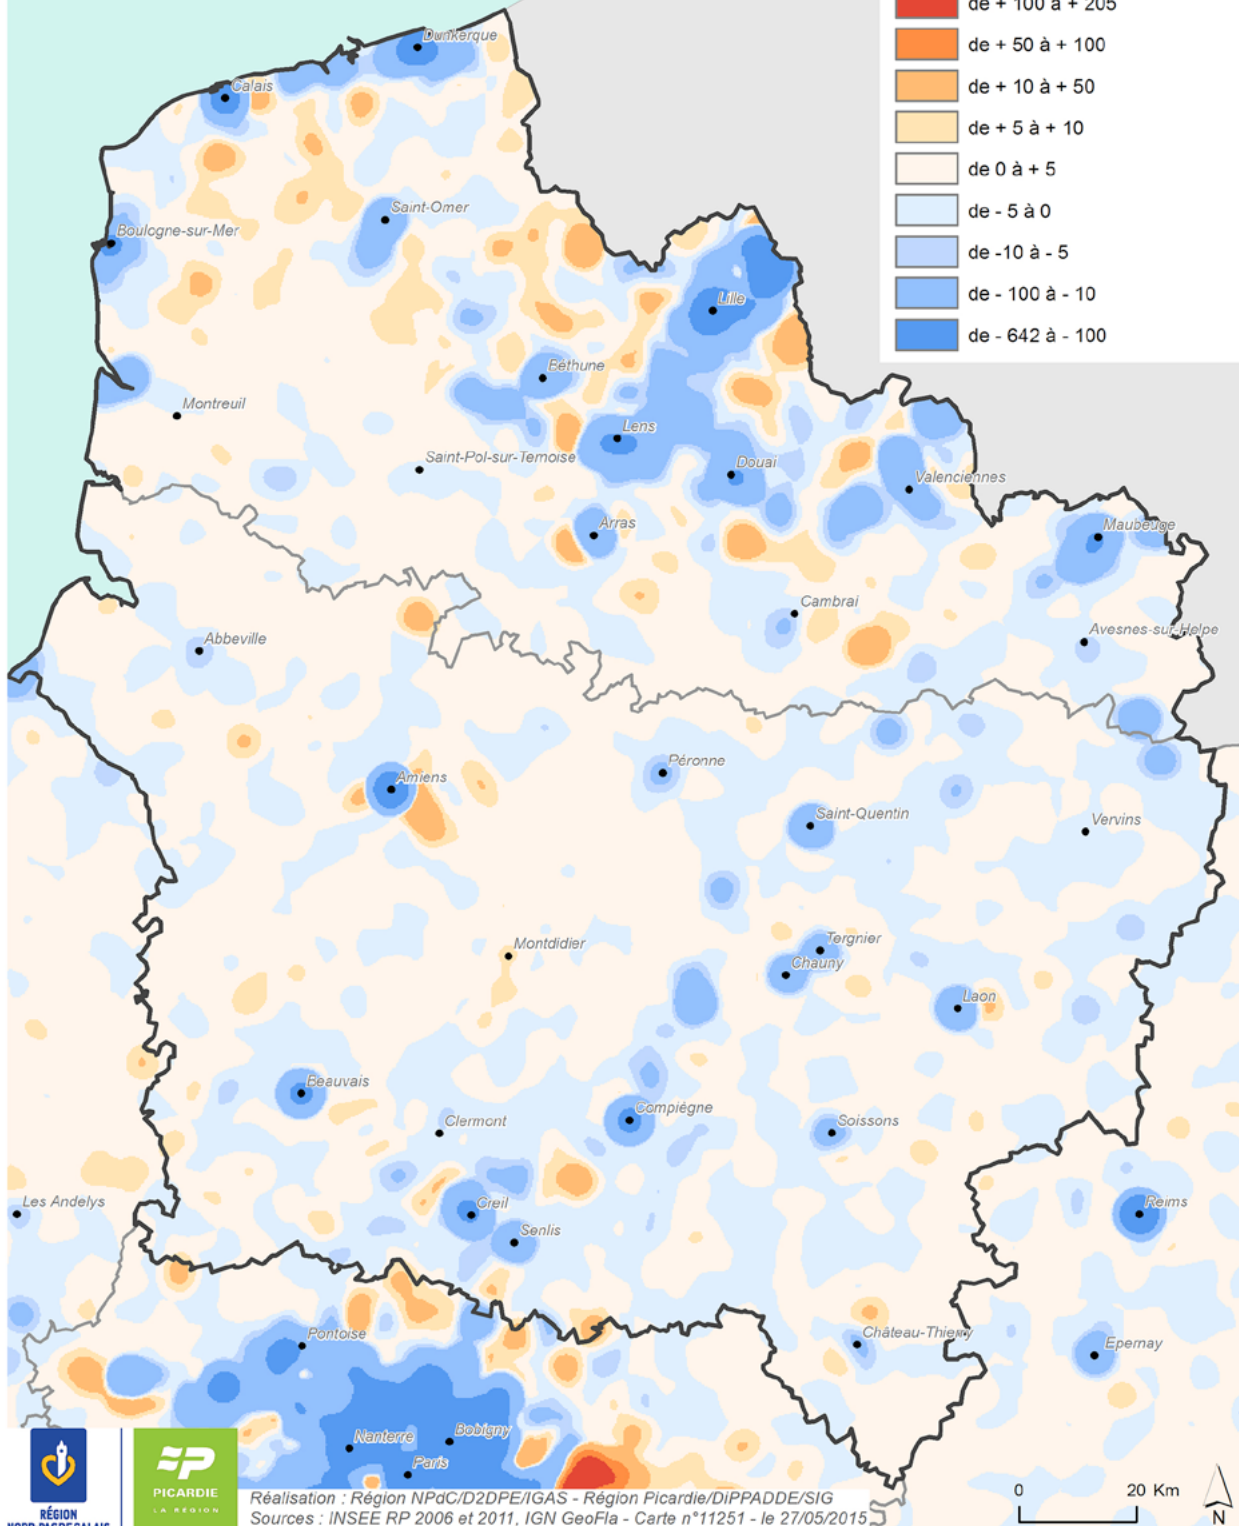 de + 100 à + 205
de + 50 à + 100
de + 10 à + 50
de + 5 à + 10
de 0 à + 5
de - 5 à 0
de -10 à - 5
de - 100 à - 10
de - 642 à - 100
Dunkerque
Calais
Saint-Omer
Boulogne-sur-Mer
Lille
Béthune
Montreuil
Lens
Saint-Pol-sur-Ternoise
Douai
Valenciennes
Arras
Maubeuge
Cambrai
Avesnes-sur-Helpe
Abbeville
Péronne
Amiens
Saint-Quentin
Vervins
Montdidier
Tergnier
Chauny
Laon
Beauvais
Compiègne
Clermont
Soissons
Les Andelys
Creil
Reims
Senlis
Pontoise
Château-Thierry
Epernay
Nanterre
Bobigny
Paris
PICARDIE
LA RÉGION
RÉGION
NORD-PAS DE CALAIS
0 20 Km
N
Réalisation : Région NPdC/D2DPE/IGAS - Région Picardie/DiPPADDE/SIG
Sources : INSEE RP 2006 et 2011, IGN GeoFla - Carte n°11251 - le 27/05/2015